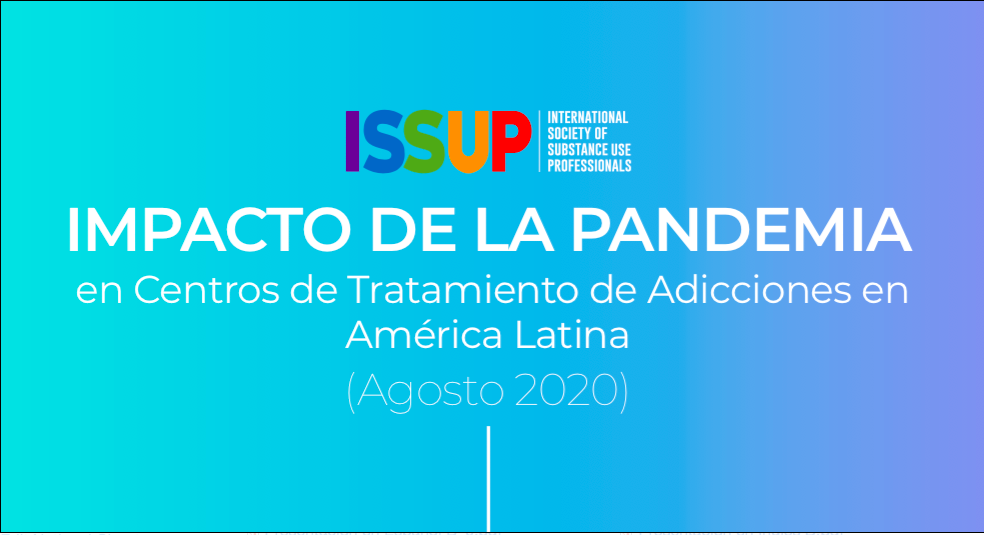 ISSUP
INTERNATIONAL
SOCIETY OF
SUBSTANCE USE
PROFESSIONALS
IMPACTO DE LA PANDEMIA
en Centros de Tratamiento de Adicciones en
América Latina
(Agosto 2020)